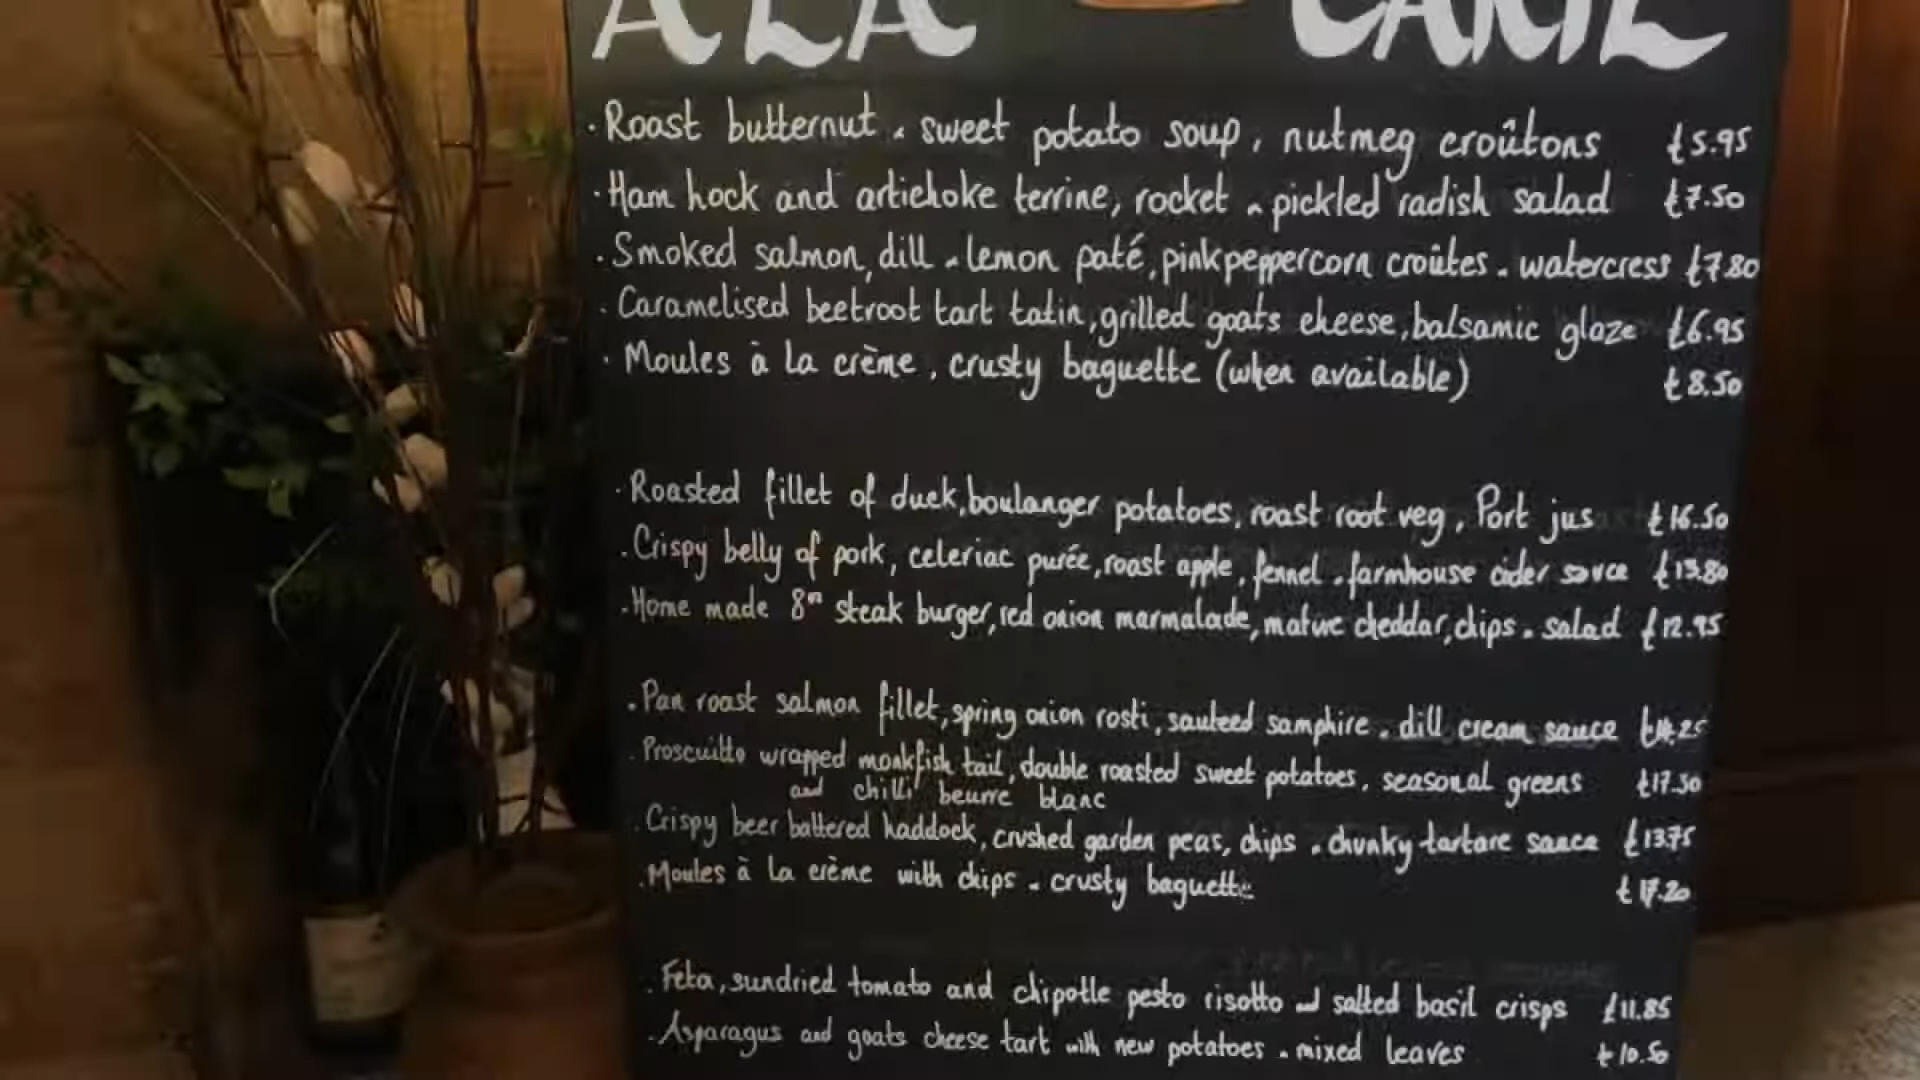 À LA CARTE
· Roast butternut & sweet potato soup, nutmeg croûtons £5.95
· Ham hock and artichoke terrine, rocket & pickled radish salad £7.50
· Smoked salmon, dill & lemon paté, pink peppercorn croûtes & watercress £7.80
· Caramelised beetroot tart tatin, grilled goats cheese, balsamic glaze £6.95
· Moules à la crème, crusty baguette (when available) £8.50
· Roasted fillet of duck, boulanger potatoes, roast root veg, Port jus £16.50
· Crispy belly of pork, celeriac purée, roast apple, fennel & farmhouse cider sauce £13.80
· Home made 8" steak burger, red onion marmalade, mature cheddar, chips & salad £12.95
· Pan roast salmon fillet, spring onion rosti, sauteed samphire & dill cream sauce
· Proscuitto wrapped monkfish tail, double roasted sweet potatoes, seasonal greens £17.50
and chilli beurre blanc
· Crispy beer battered haddock, crushed garden peas, chips & chunky tartare sauce £13.75
· Moules à la crème with chips & crusty baguette
· Feta, sundried tomato and chipotle pesto risotto and salted basil crisps £11.85
· Asparagus and goats cheese tart with new potatoes & mixed leaves £10.50